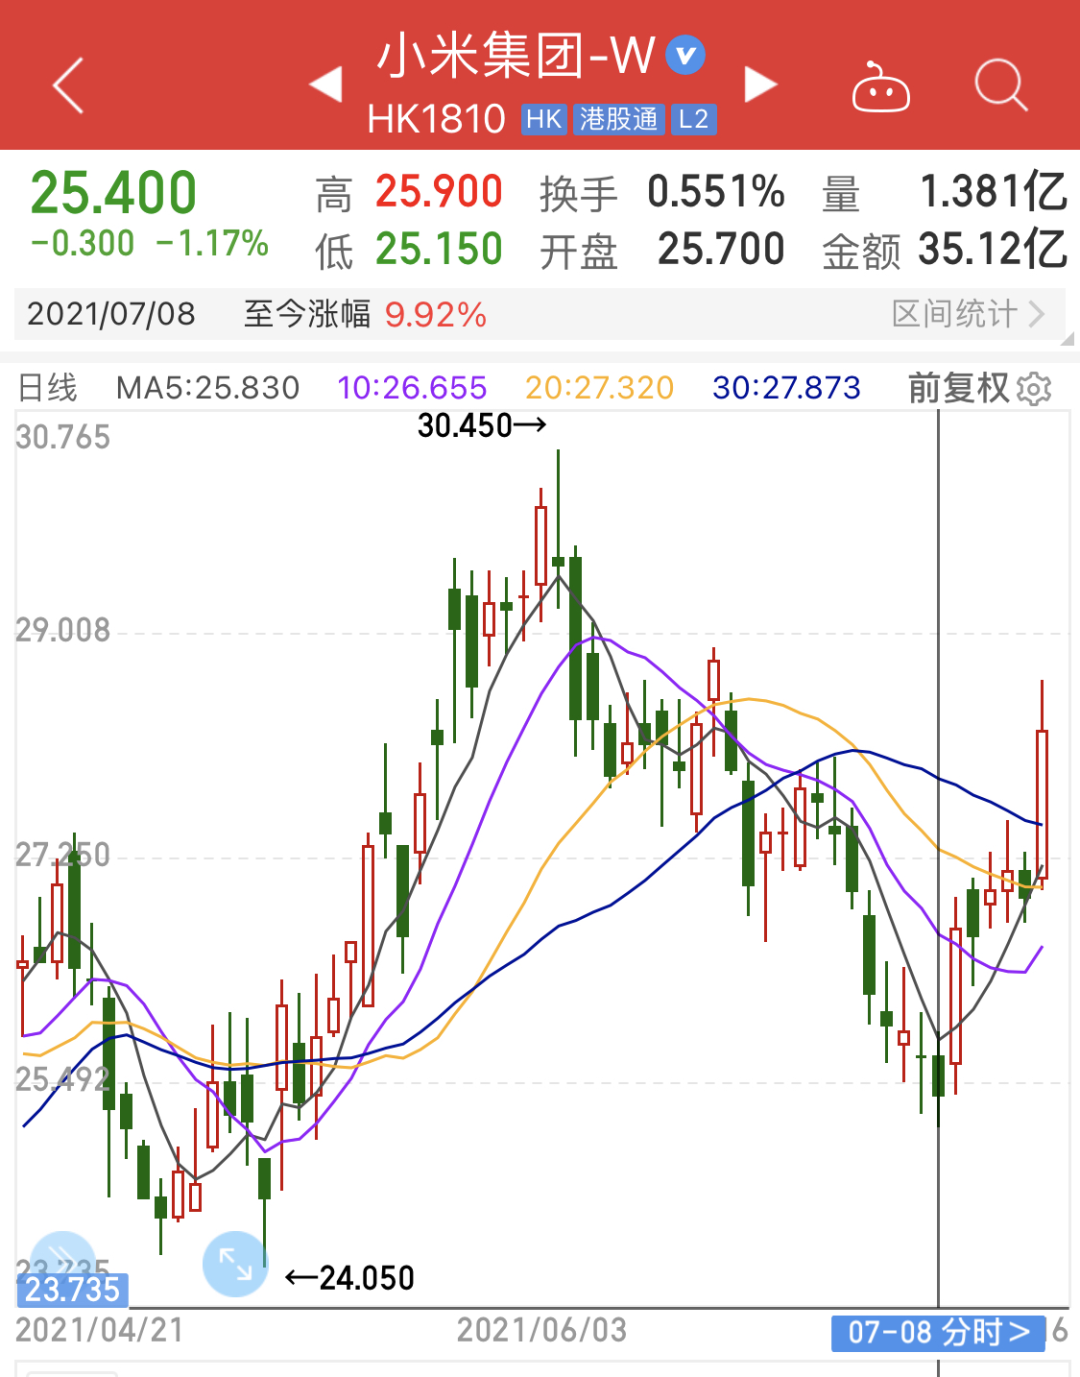 小米集团-W
HK1810 HK 港股通 L2
25.400 高 25.900 换手 0.551% 量 1.381亿
-0.300 -1.17% 低 25.150 开盘 25.700 金额 35.12亿
2021/07/08 至今涨幅 9.92% 区间统计
日线 MA5:25.830 10:26.655 20:27.320 30:27.873 前复权
30.450→
30.765
29.008
27.250
25.492
←24.050
23.735
23.735
2021/04/21 2021/06/03 07-08 分时> 6